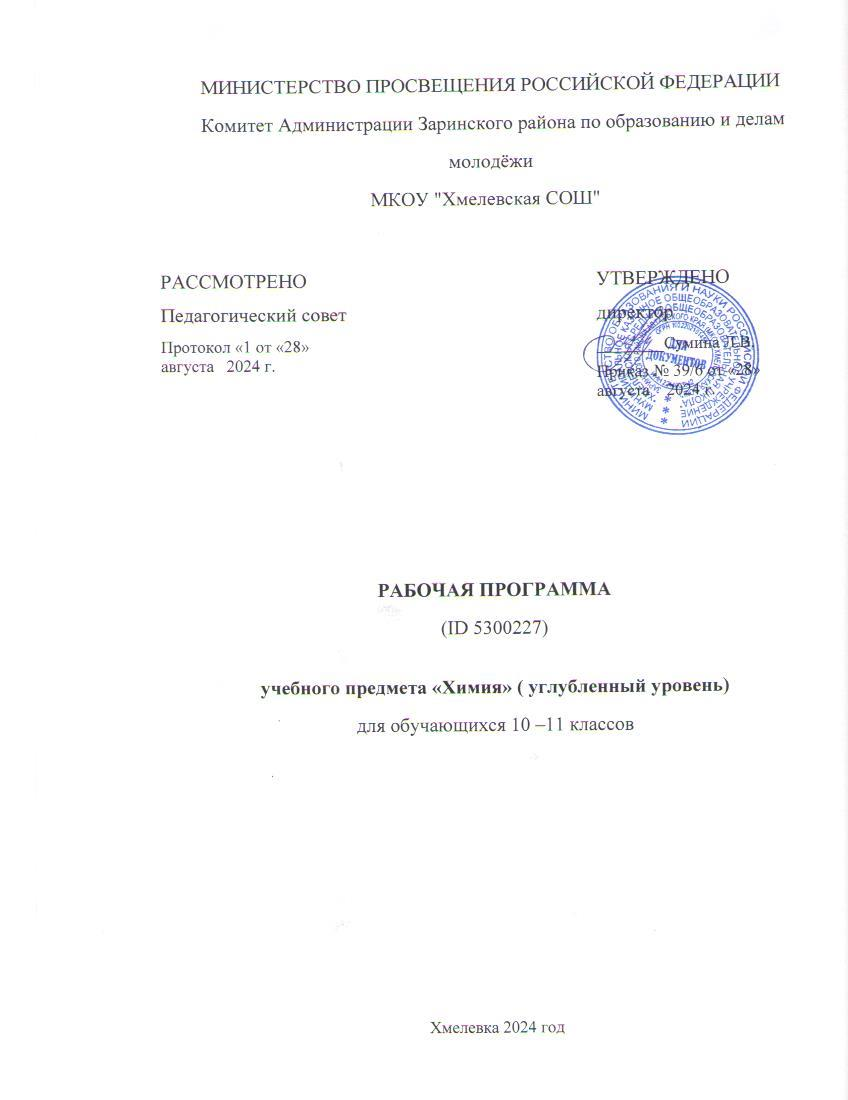 МИНИСТЕРСТВО ПРОСВЕЩЕНИЯ РОССИЙСКОЙ ФЕДЕРАЦИИ
Комитет Администрации Заринского района по образованию и делам
молодёжи
МКОУ "Хмелевская СОШ"
РАССМОТРЕНО
Педагогический совет
Протокол «1 от «28»
августа 2024 г.
УТВЕРЖДЕНО
директор
Сумина Л.В.
Приказ № 39/6 от «28»
августа 2024 г.
ДЛЯ
ДОКУМЕНТОВ
РАБОЧАЯ ПРОГРАММА
(ID 5300227)
учебного предмета «Химия» ( углубленный уровень)
для обучающихся 10 –11 классов
Хмелевка 2024 год